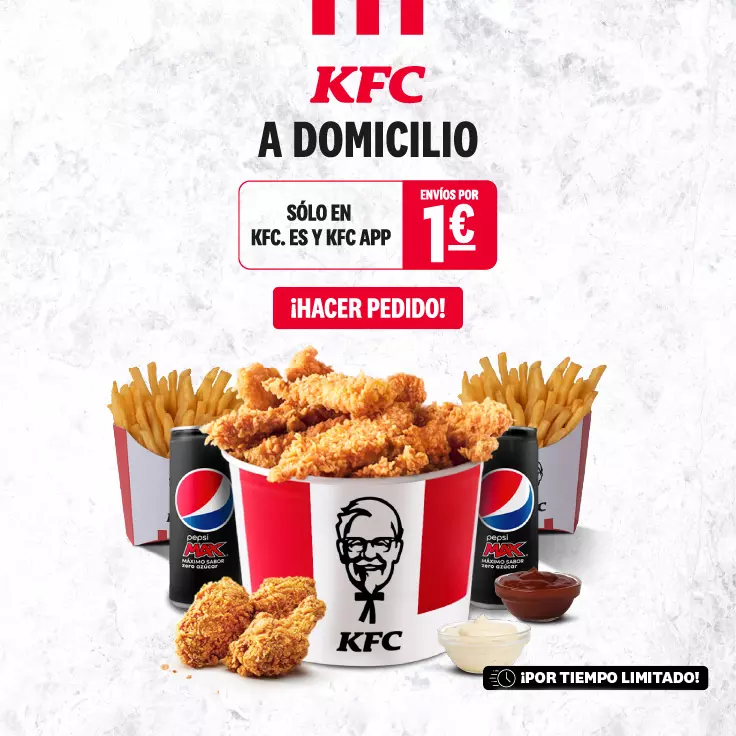 KFC
A DOMICILIO
SÓLO EN
KFC. ES Y KFC APP
ENVÍOS POR
1€
¡HACER PEDIDO!
pepsi
MAX
MÁXIMO SABOR
zero azúcar
pepsi
MAX
MÁXIMO SABOR
zero azúcar
KFC
¡POR TIEMPO LIMITADO!